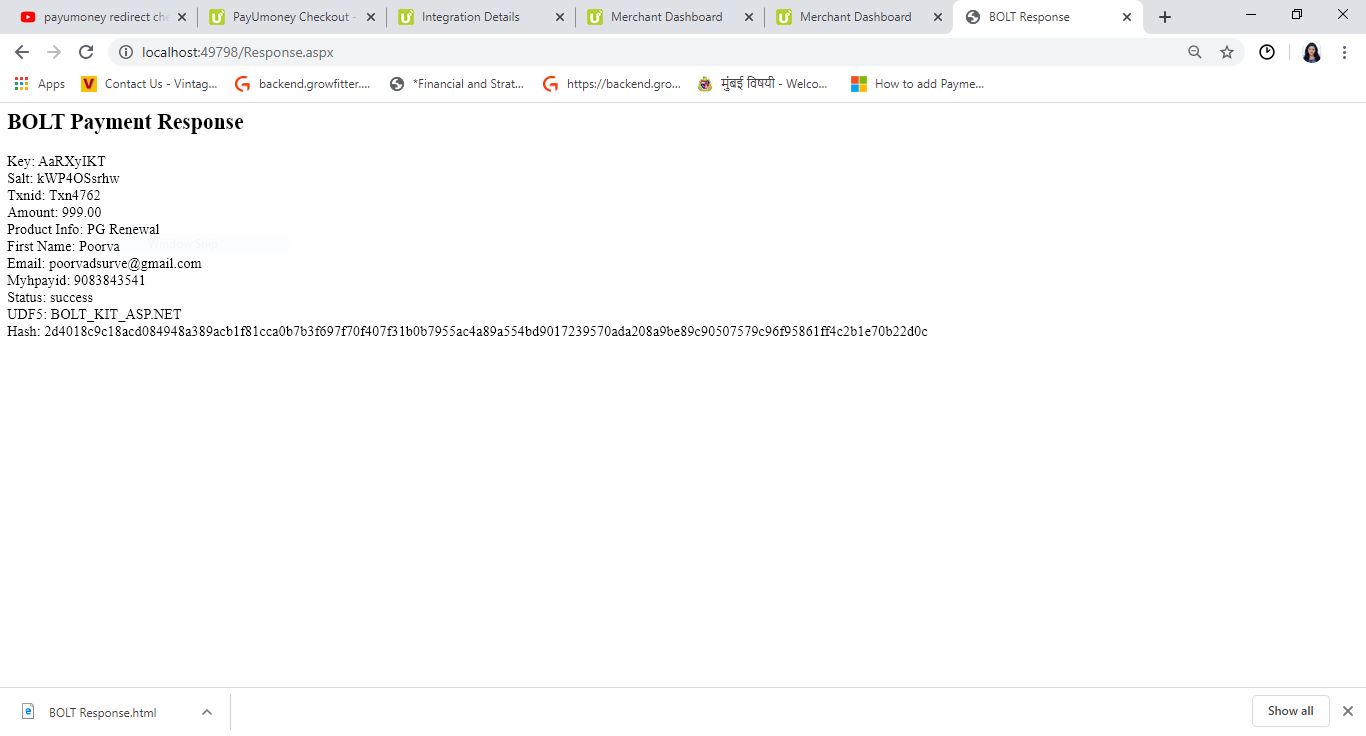 payumoney redirect che
PayUmoney Checkout -
Integration Details
Merchant Dashboard
Merchant Dashboard
BOLT Response
localhost:49798/Response.aspx
Apps
Contact Us - Vintag...
backend.growfitter....
*Financial and Strat...
https://backend.gro...
मुंबई विषयी - Welco...
How to add Payme...
BOLT Payment Response
Key: AaRXyIKT
Salt: kWP4OSsrhw
Txnid: Txn4762
Amount: 999.00
Product Info: PG Renewal
First Name: Poorva
Window Snip
Email: poorvadsurve@gmail.com
Myhpayid: 9083843541
Status: success
UDF5: BOLT_KIT_ASP.NET
Hash: 2d4018c9c18acd084948a389acb1f81cca0b7b3f697f70f407f31b0b7955ac4a89a554bd9017239570ada208a9be89c90507579c96f95861ff4c2b1e70b22d0c
BOLT Response.html
Show all